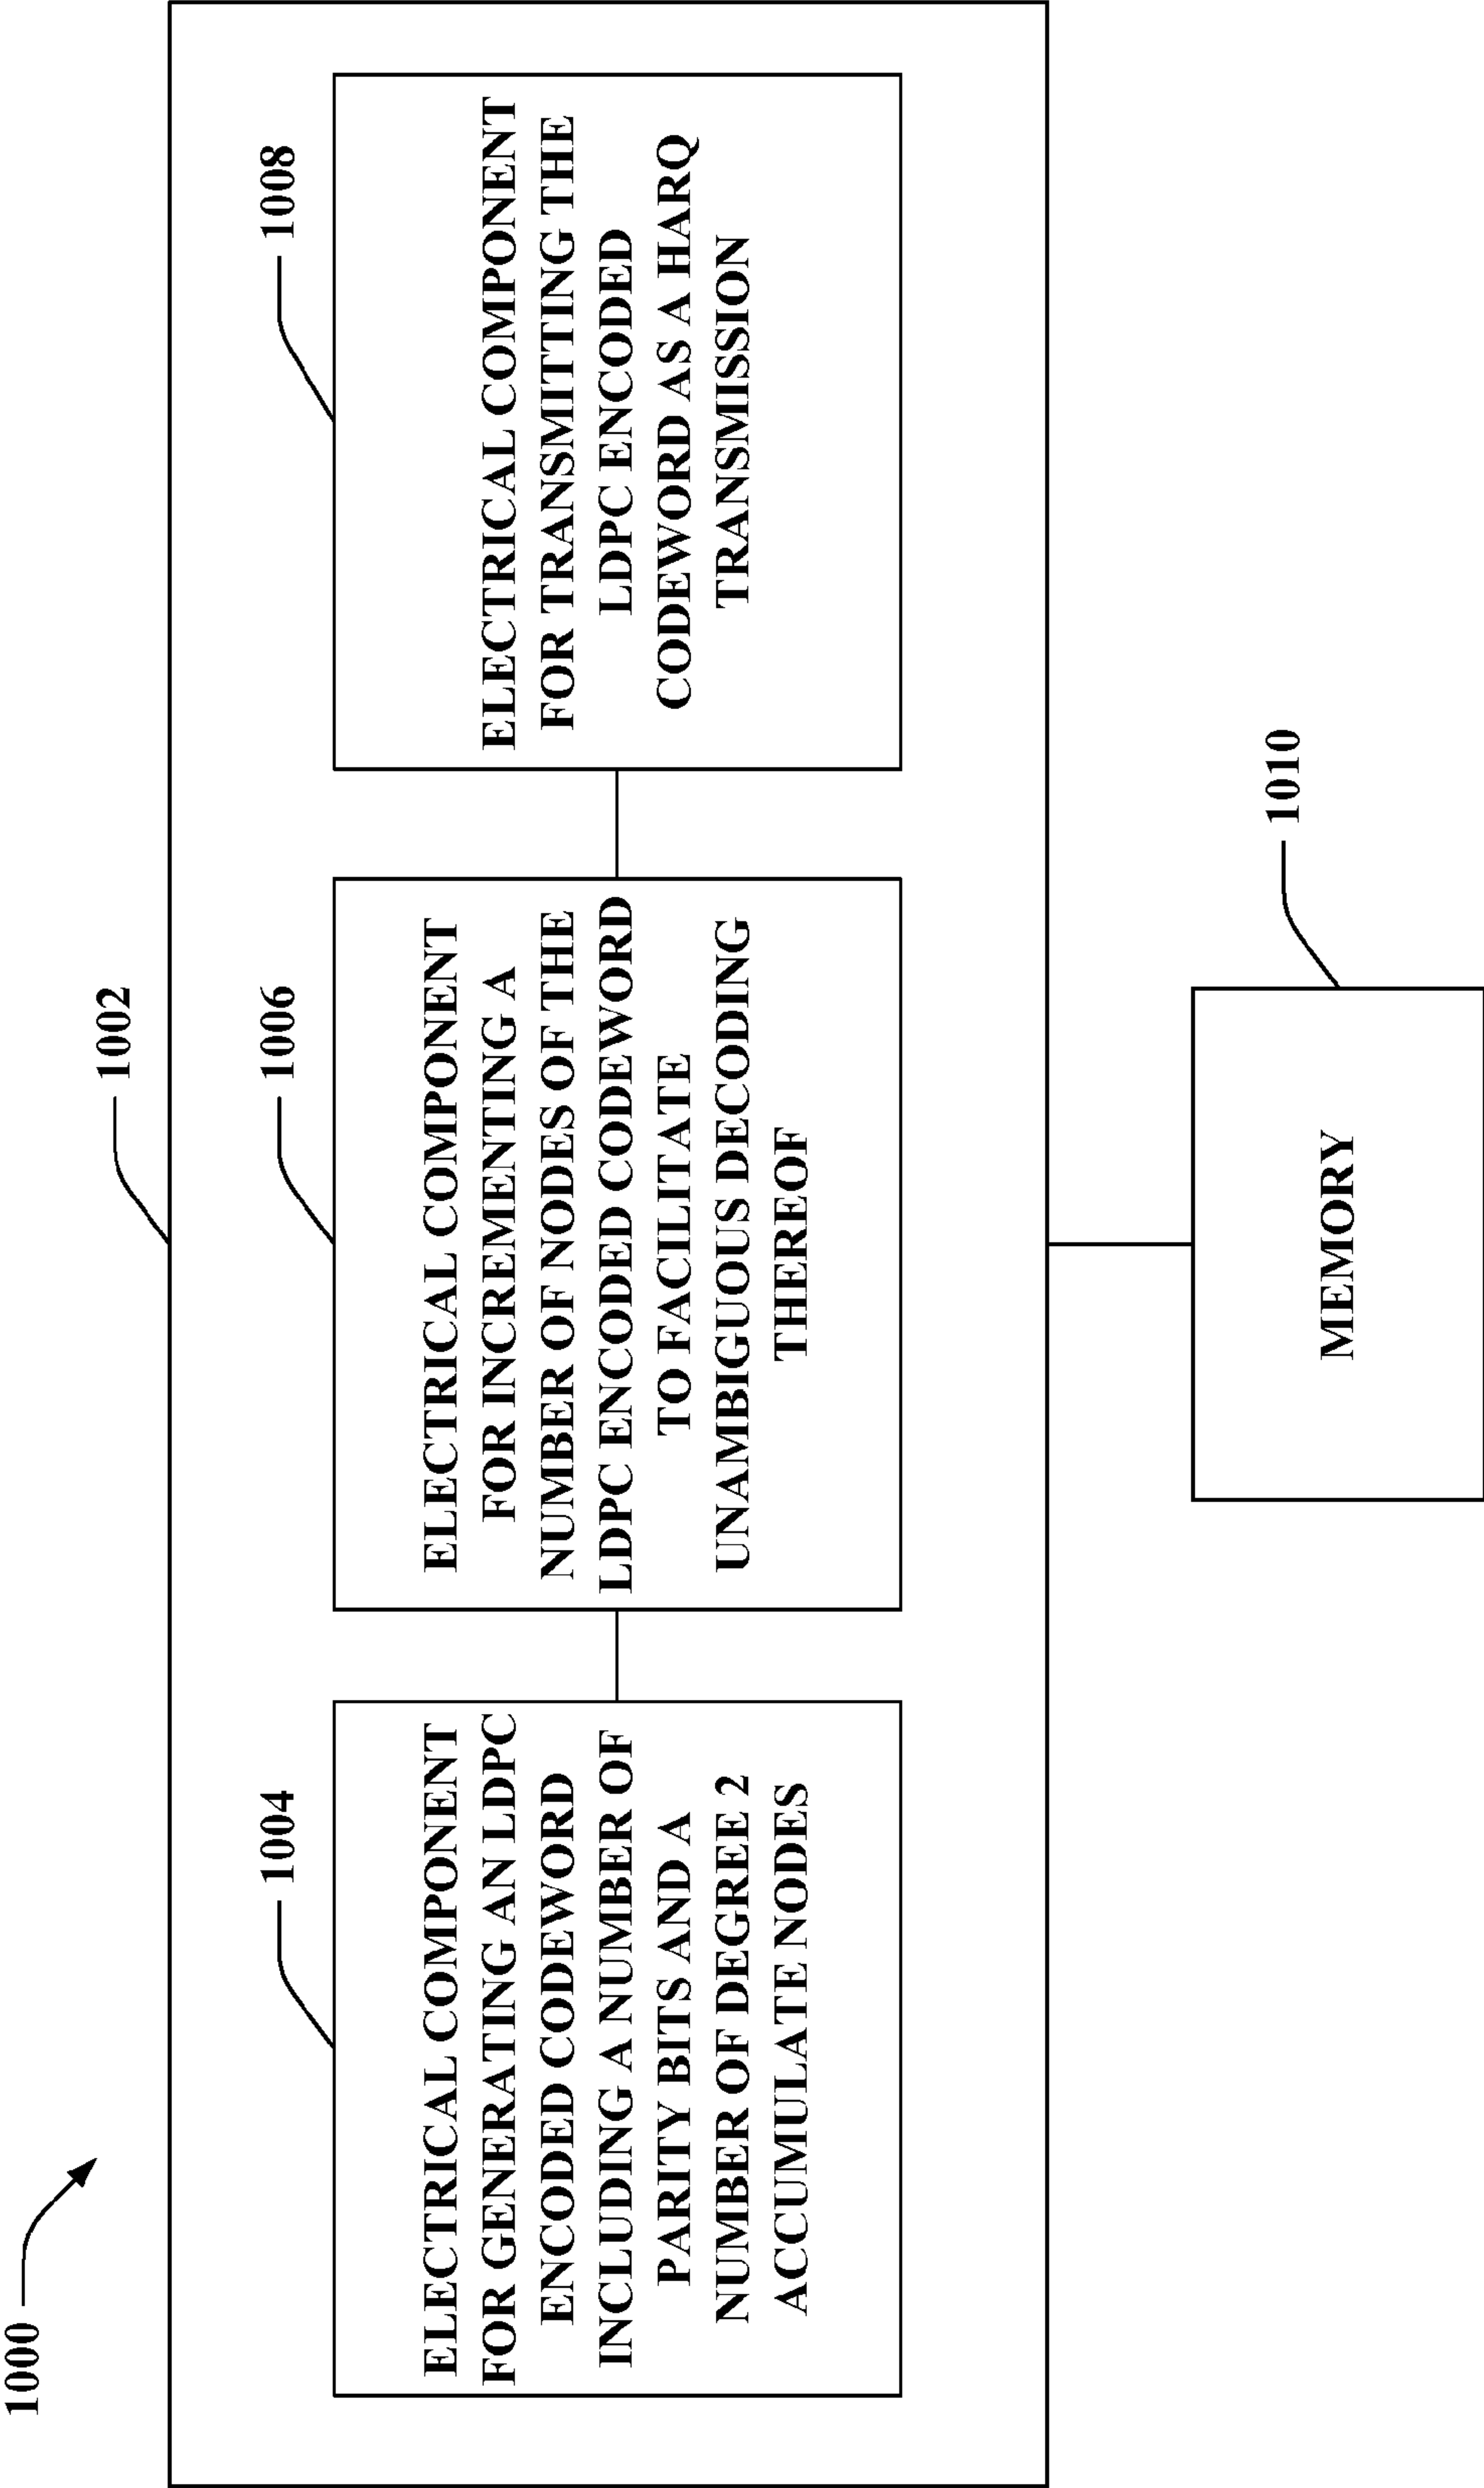 1000
1002
1004
ELECTRICAL COMPONENT
FOR GENERATING AN LDPC
ENCODED CODEWORD
INCLUDING A NUMBER OF
PARITY BITS AND A
NUMBER OF DEGREE 2
ACCUMULATE NODES
1006
ELECTRICAL COMPONENT
FOR INCREMENTING A
NUMBER OF NODES OF THE
LDPC ENCODED CODEWORD
TO FACILITATE
UNAMBIGUOUS DECODING
THEREOF
1008
ELECTRICAL COMPONENT
FOR TRANSMITTING THE
LDPC ENCODED
CODEWORD AS A HARQ
TRANSMISSION
1010
MEMORY